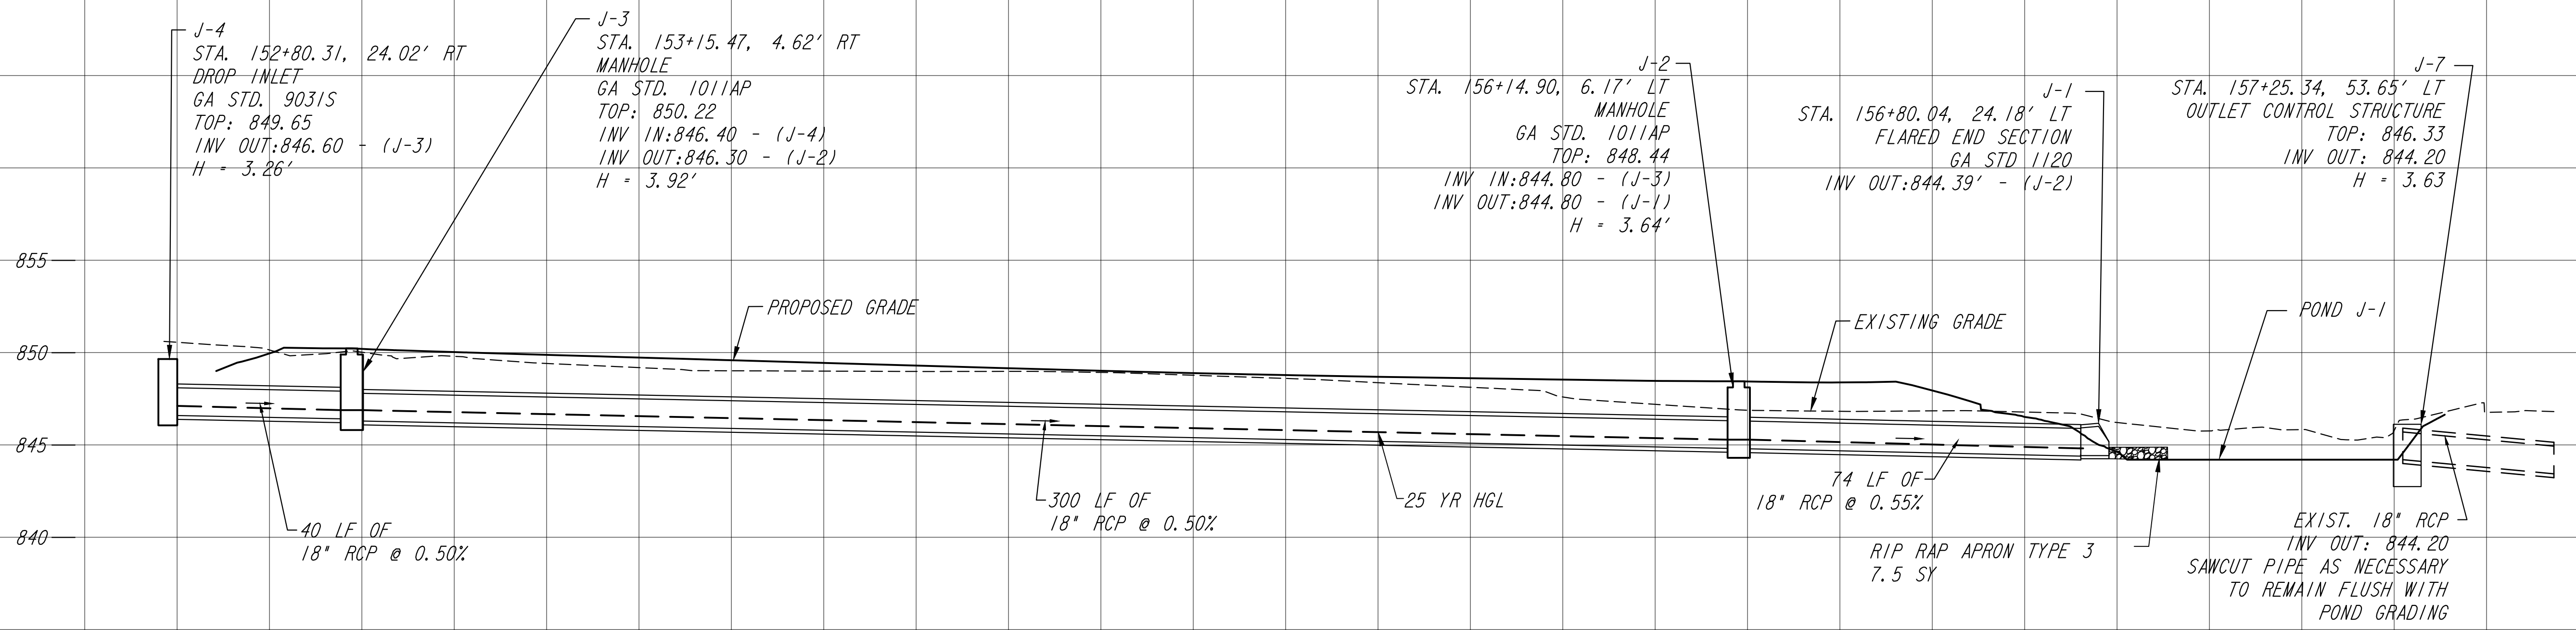 J-4
STA. 152+80.31, 24.02' RT
DROP INLET
GA STD. 9031S
TOP: 849.65
INV OUT:846.60 - (J-3)
H = 3.26'
J-3
STA. 153+15.47, 4.62' RT
MANHOLE
GA STD. 1011AP
TOP: 850.22
INV IN:846.40 - (J-4)
INV OUT:846.30 - (J-2)
H = 3.92'
J-2
STA. 156+14.90, 6.17' LT
MANHOLE
GA STD. 1011AP
TOP: 848.44
INV IN:844.80 - (J-3)
INV OUT:844.80 - (J-1)
H = 3.64'
J-1
STA. 156+80.04, 24.18' LT
FLARED END SECTION
GA STD 1120
INV OUT:844.39' - (J-2)
J-7
STA. 157+25.34, 53.65' LT
OUTLET CONTROL STRUCTURE
TOP: 846.33
INV OUT: 844.20
H = 3.63
855
850
845
840
PROPOSED GRADE
EXISTING GRADE
POND J-1
40 LF OF
18" RCP @ 0.50%
300 LF OF
18" RCP @ 0.50%
25 YR HGL
74 LF OF
18" RCP @ 0.55%
RIP RAP APRON TYPE 3
7.5 SY
EXIST. 18" RCP
INV OUT: 844.20
SAWCUT PIPE AS NECESSARY
TO REMAIN FLUSH WITH
POND GRADING